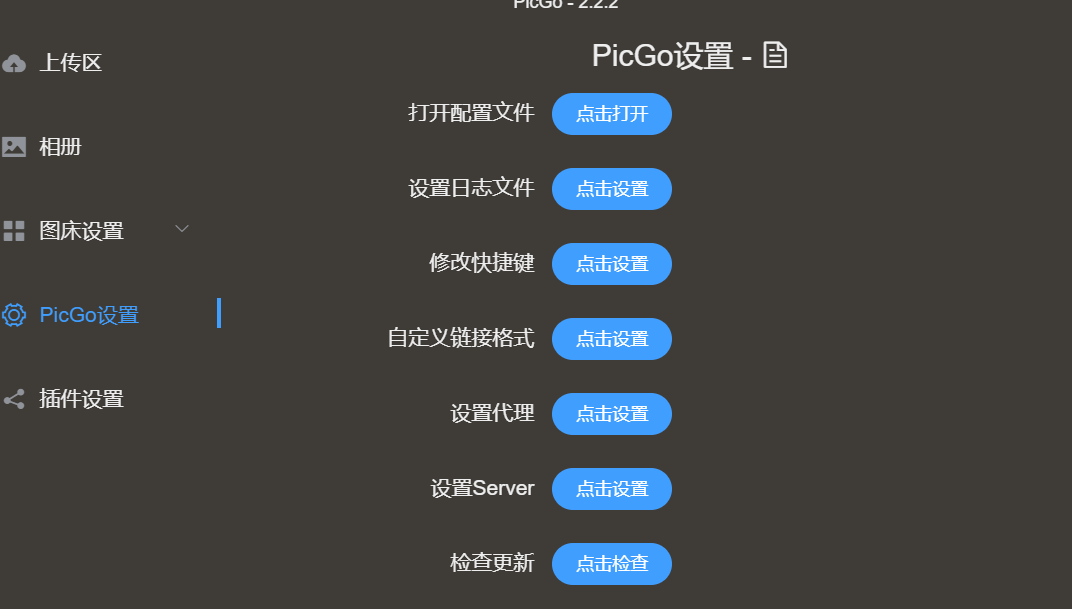 PicGo - 2.2.2
上传区
相册
图床设置
PicGo设置
插件设置
PicGo设置 -
打开配置文件 点击打开
设置日志文件 点击设置
修改快捷键 点击设置
自定义链接格式 点击设置
设置代理 点击设置
设置Server 点击设置
检查更新 点击检查